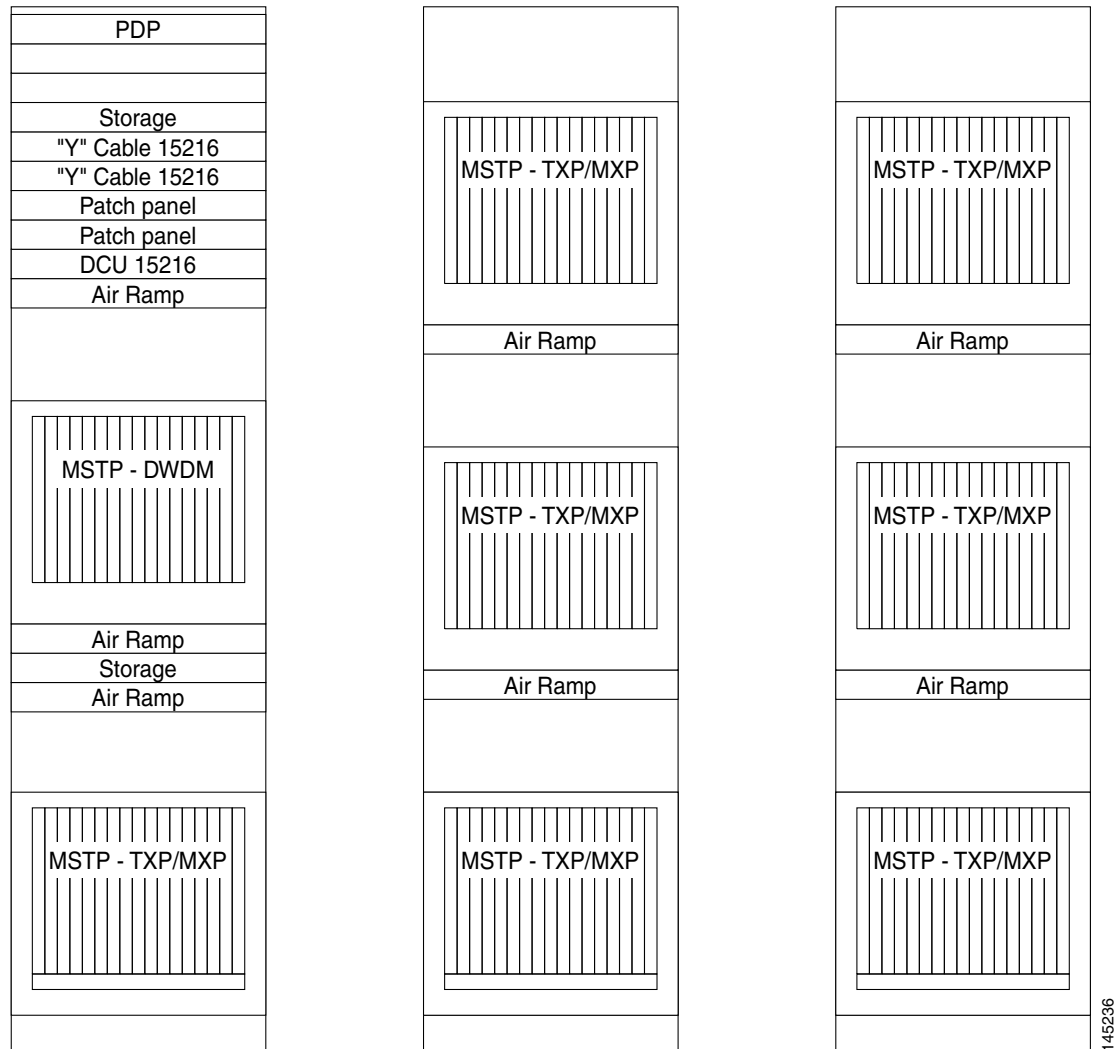 PDP
Storage
"Y" Cable 15216
"Y" Cable 15216
Patch panel
Patch panel
DCU 15216
Air Ramp
MSTP - DWDM
Air Ramp
Storage
Air Ramp
MSTP - TXP/MXP
MSTP - TXP/MXP
Air Ramp
MSTP - TXP/MXP
Air Ramp
MSTP - TXP/MXP
MSTP - TXP/MXP
Air Ramp
MSTP - TXP/MXP
Air Ramp
MSTP - TXP/MXP
145236